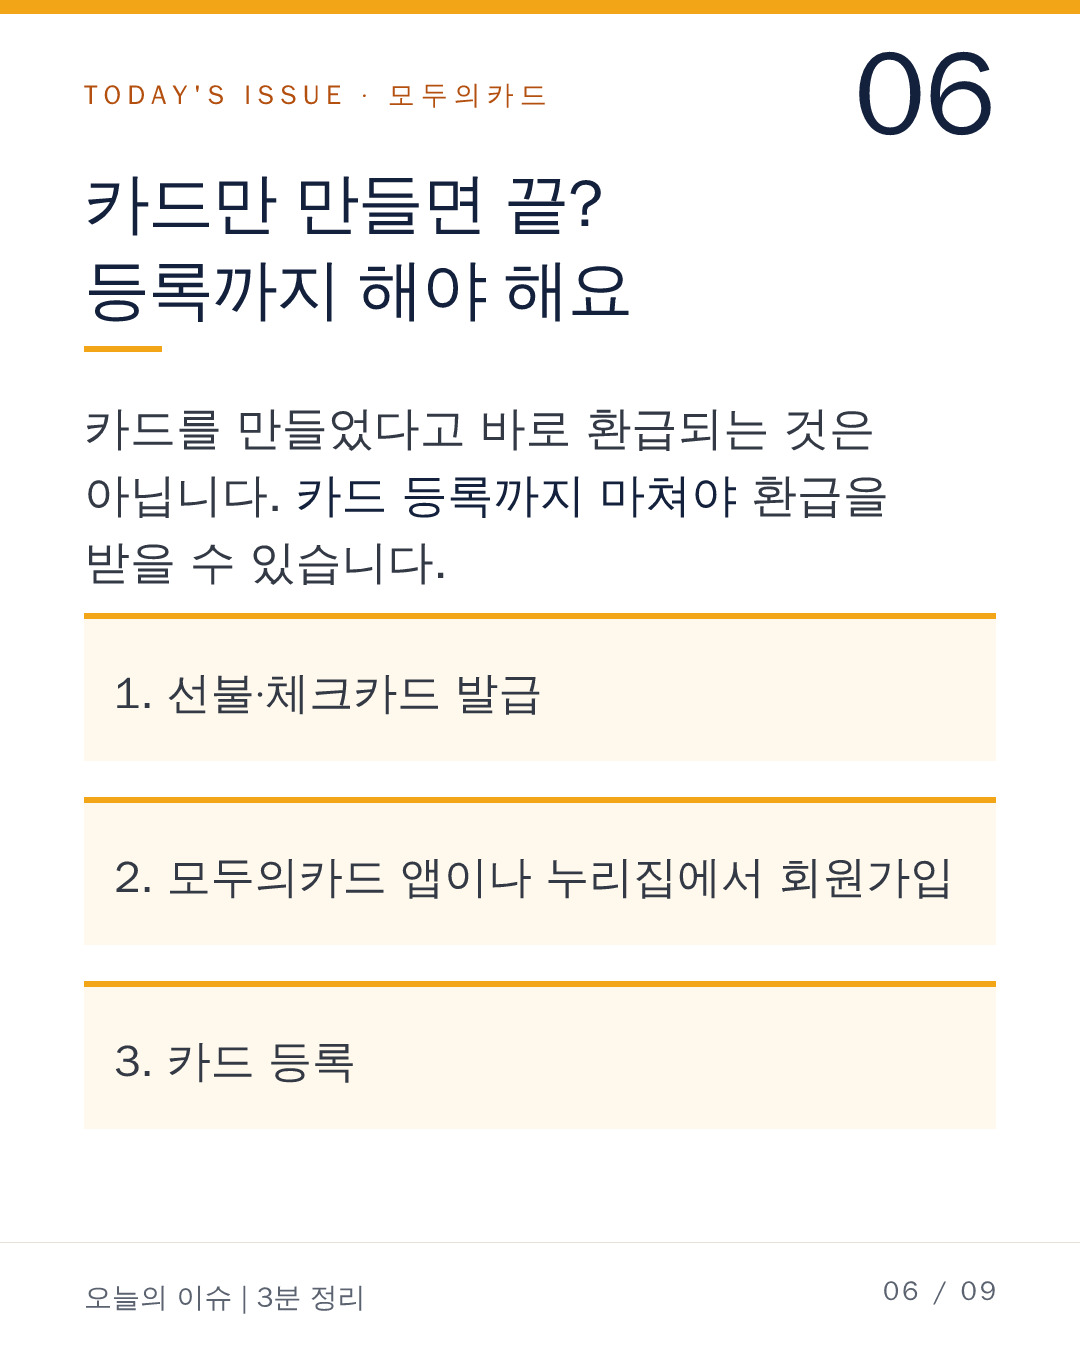 TODAY'S ISSUE · 모두의카드
06
카드만 만들면 끝?
등록까지 해야 해요
카드를 만들었다고 바로 환급되는 것은
아닙니다. 카드 등록까지 마쳐야 환급을
받을 수 있습니다.
1. 선불·체크카드 발급
2. 모두의카드 앱이나 누리집에서 회원가입
3. 카드 등록
오늘의 이슈 | 3분 정리
06 / 09